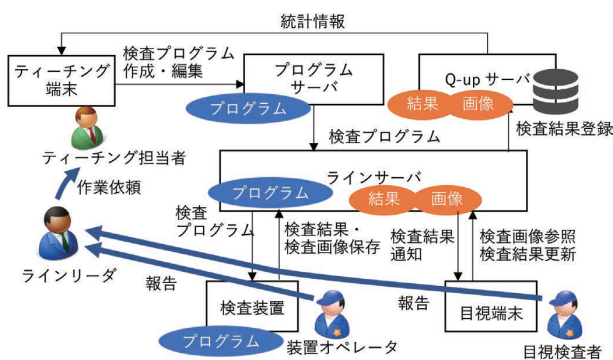 統計情報
ティーチング
端末
検査プログラム
作成・編集
プログラム
サーバ
プログラム
Q-up サーバ
結果
画像
検査結果登録
ティーチング担当者
検査プログラム
作業依頼
ラインサーバ
プログラム
結果
画像
ラインリーダ
検査
プログラム
検査結果・
検査画像保存
検査結果
通知
検査画像参照
検査結果更新
報告
検査装置
プログラム
装置オペレータ
報告
目視端末
目視検査者